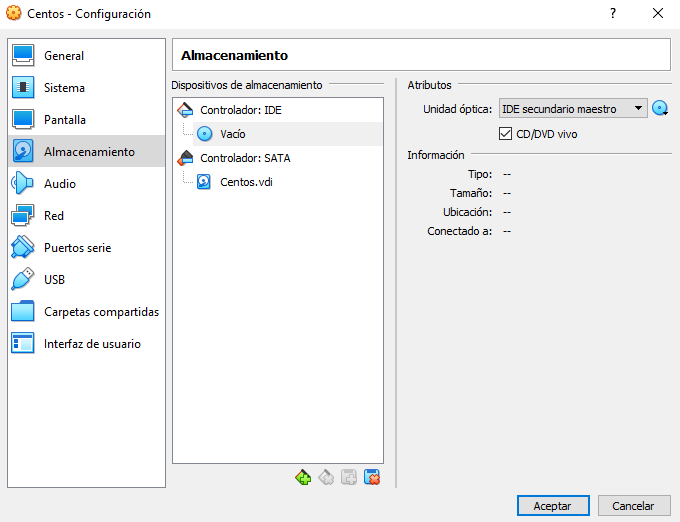 Centos - Configuración
?
General
Sistema
Pantalla
Almacenamiento
Audio
Red
Puertos serie
USB
Carpetas compartidas
Interfaz de usuario
Almacenamiento
Dispositivos de almacenamiento
Controlador: IDE
Vacío
Controlador: SATA
Centos.vdi
Atributos
Unidad óptica: IDE secundario maestro
CD/DVD vivo
Información
Tipo: --
Tamaño: --
Ubicación: --
Conectado a: --
Aceptar Cancelar